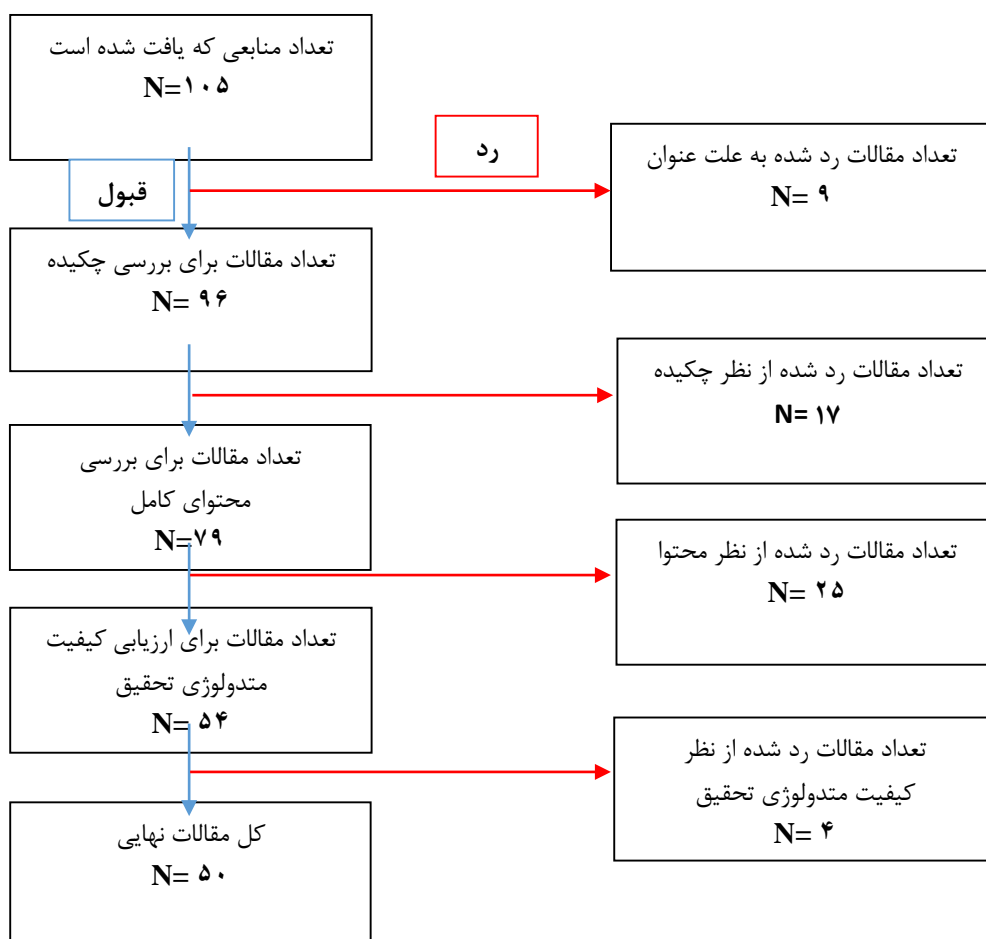 تعداد منابعی که یافت شده است
N=۱۰۵
رد
قبول
تعداد مقالات رد شده به علت عنوان
N= ۹
تعداد مقالات برای بررسی چکیده
N= ۹۶
تعداد مقالات رد شده از نظر چکیده
N= ۱۷
تعداد مقالات برای بررسی
محتوای کامل
N=۷۹
تعداد مقالات رد شده از نظر محتوا
N= ۲۵
تعداد مقالات برای ارزیابی کیفیت
متدولوژی تحقیق
N= ۵۴
تعداد مقالات رد شده از نظر
کیفیت متدولوژی تحقیق
N= ۴
کل مقالات نهایی
N= ۵۰